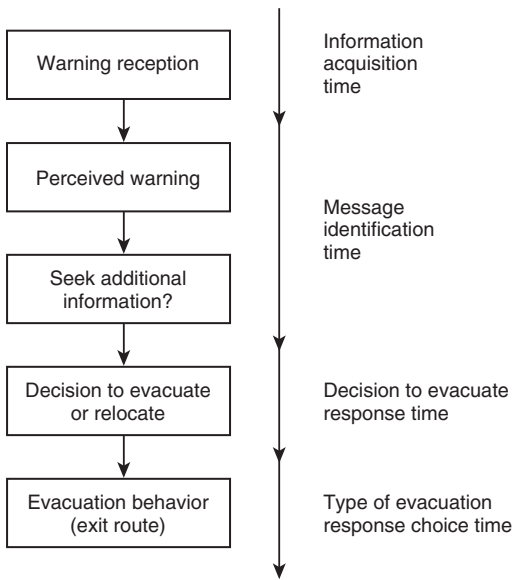 Warning reception
Information
acquisition
time
Perceived warning
Message
identification
time
Seek additional
information?
Decision to evacuate
or relocate
Decision to evacuate
response time
Evacuation behavior
(exit route)
Type of evacuation
response choice time